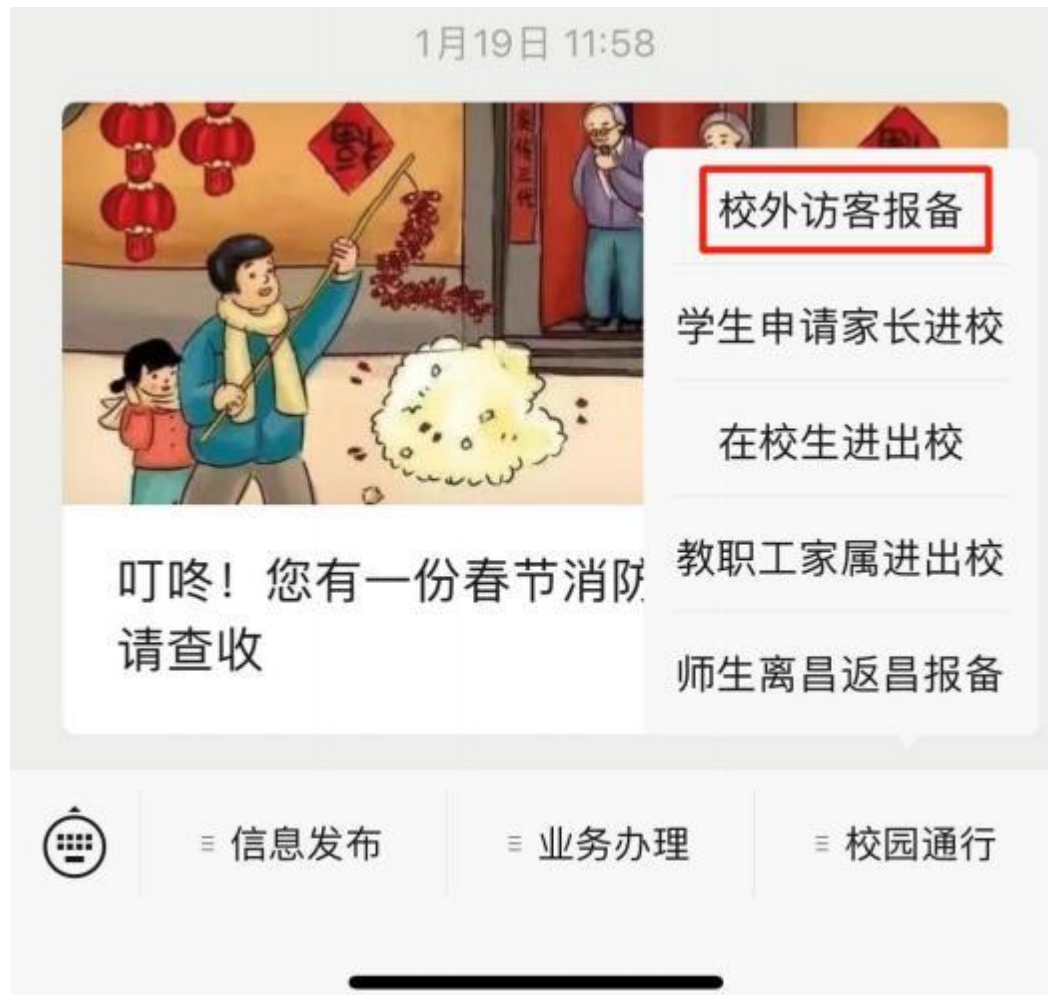 1月19日 11:58
校外访客报备
学生申请家长进校
在校生进出校
教职工家属进出校
师生离昌返昌报备
叮咚！您有一份春节消防
请查收
信息发布
业务办理
校园通行